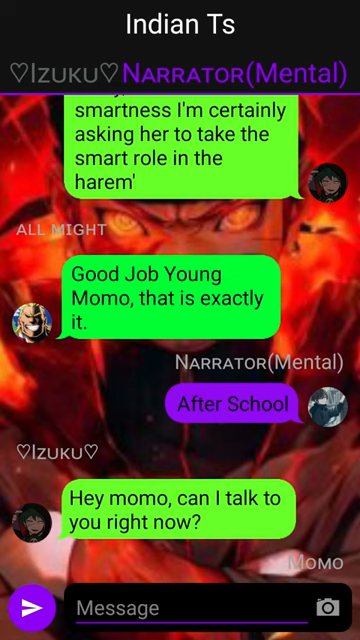 Indian Ts
♡Izuku♡ Narrator(Mental)
smartness I'm certainly
asking her to take the
smart role in the
harem'
All Might
Good Job Young
Momo, that is exactly
it.
Narrator(Mental)
After School
♡Izuku♡
Hey momo, can I talk to
you right now?
Momo
Message